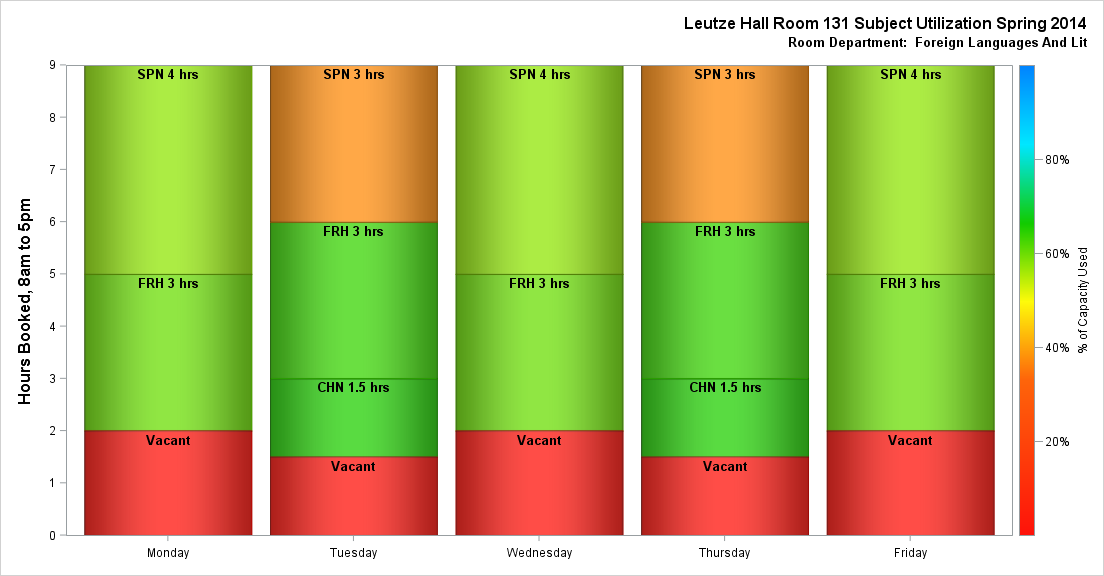 Leutze Hall Room 131 Subject Utilization Spring 2014
Room Department: Foreign Languages And Lit
Hours Booked, 8am to 5pm
9
8
7
6
5
4
3
2
1
0
SPN 4 hrs
FRH 3 hrs
Vacant
Monday
SPN 3 hrs
FRH 3 hrs
CHN 1.5 hrs
Vacant
Tuesday
SPN 4 hrs
FRH 3 hrs
Vacant
Wednesday
SPN 3 hrs
FRH 3 hrs
CHN 1.5 hrs
Vacant
Thursday
SPN 4 hrs
FRH 3 hrs
Vacant
Friday
80%
60%
40%
20%
% of Capacity Used